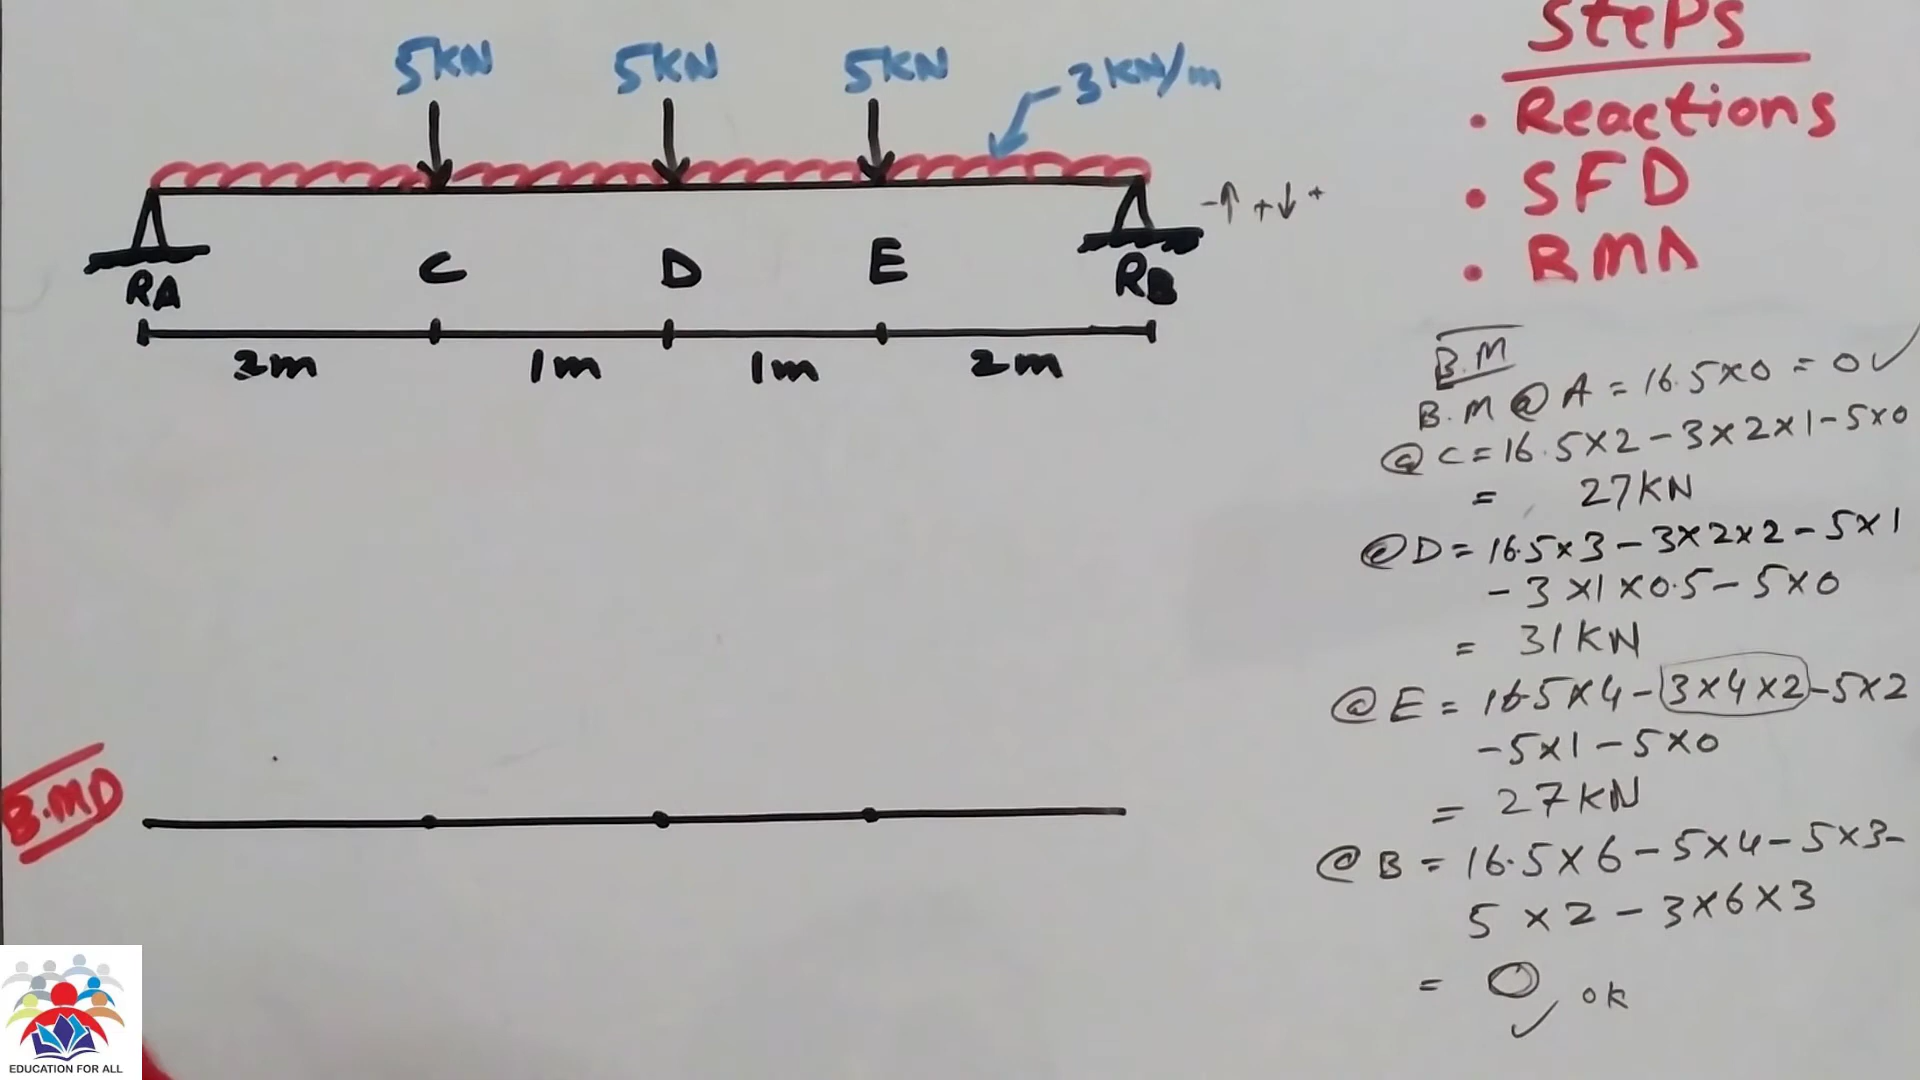 Steps
• Reactions
• SFD
• BMD
5KN 5KN 5KN 3KN/m
-↑ +↓ +
RA C D E RB
2m 1m 1m 2m
B.M
B.M @ A = 16.5×0 = 0 ✓
@ C = 16.5×2 - 3×2×1 - 5×0
= 27KN
@ D = 16.5×3 - 3×2×2 - 5×1
- 3×1×0.5 - 5×0
= 31KN
@ E = 16.5×4 - 3×4×2 - 5×2
- 5×1 - 5×0
= 27KN
@ B = 16.5×6 - 5×4 - 5×3 -
5×2 - 3×6×3
= 0 ✓ ok
B.MD
EDUCATION FOR ALL